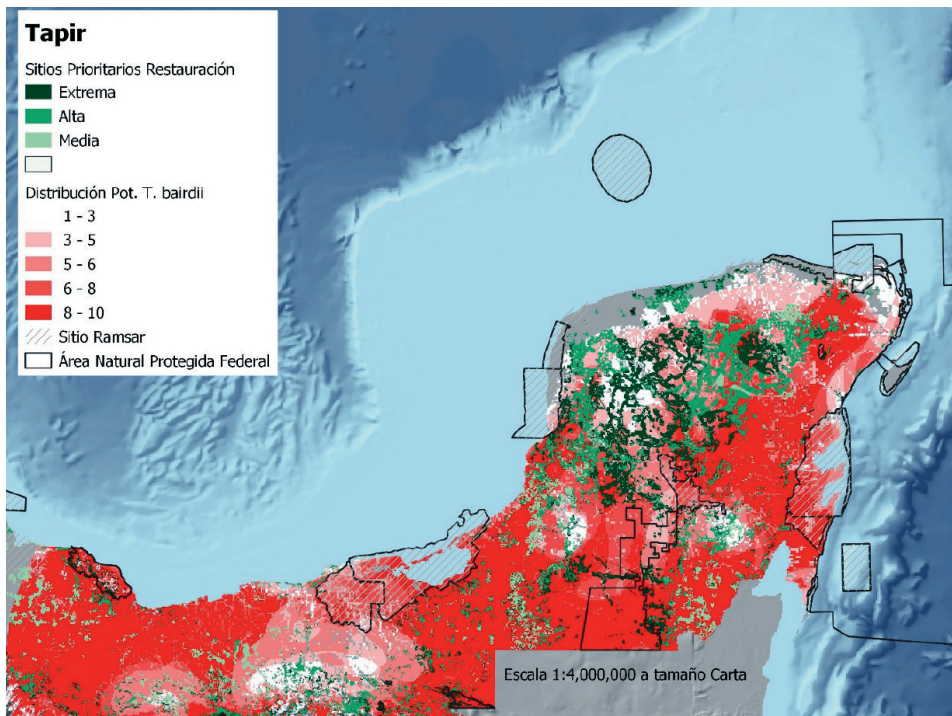 Tapir
Sitios Prioritarios Restauración
Extrema
Alta
Media
Distribución Pot. T. bairdii
1 - 3
3 - 5
5 - 6
6 - 8
8 - 10
Sitio Ramsar
Área Natural Protegida Federal
Escala 1:4,000,000 a tamaño Carta